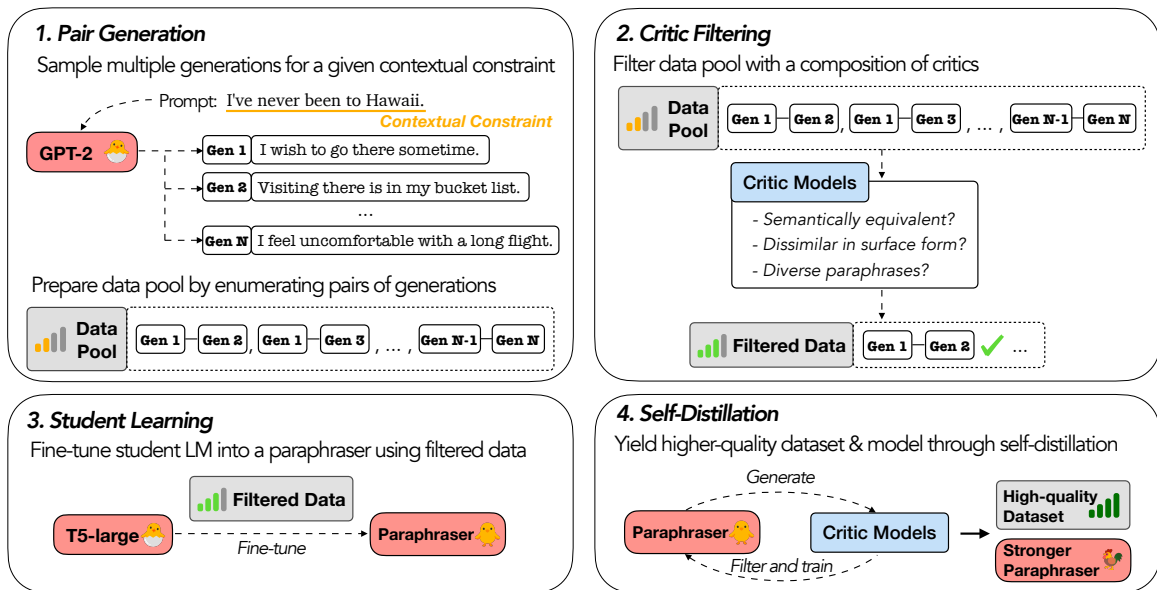 1. Pair Generation
Sample multiple generations for a given contextual constraint
Prompt: I've never been to Hawaii.
Contextual Constraint
GPT-2
Gen 1 I wish to go there sometime.
Gen 2 Visiting there is in my bucket list.
...
Gen N I feel uncomfortable with a long flight.
Prepare data pool by enumerating pairs of generations
Data
Pool
Gen 1 Gen 2, Gen 1 Gen 3 , ... , Gen N-1 Gen N
2. Critic Filtering
Filter data pool with a composition of critics
Data
Pool
Gen 1 Gen 2, Gen 1 Gen 3 , ... , Gen N-1 Gen N
Critic Models
- Semantically equivalent?
- Dissimilar in surface form?
- Diverse paraphrases?
Filtered Data
Gen 1 Gen 2 ...
3. Student Learning
Fine-tune student LM into a paraphraser using filtered data
Filtered Data
T5-large
Fine-tune
Paraphraser
4. Self-Distillation
Yield higher-quality dataset & model through self-distillation
Generate
Paraphraser
Critic Models
Filter and train
High-quality
Dataset
Stronger
Paraphraser